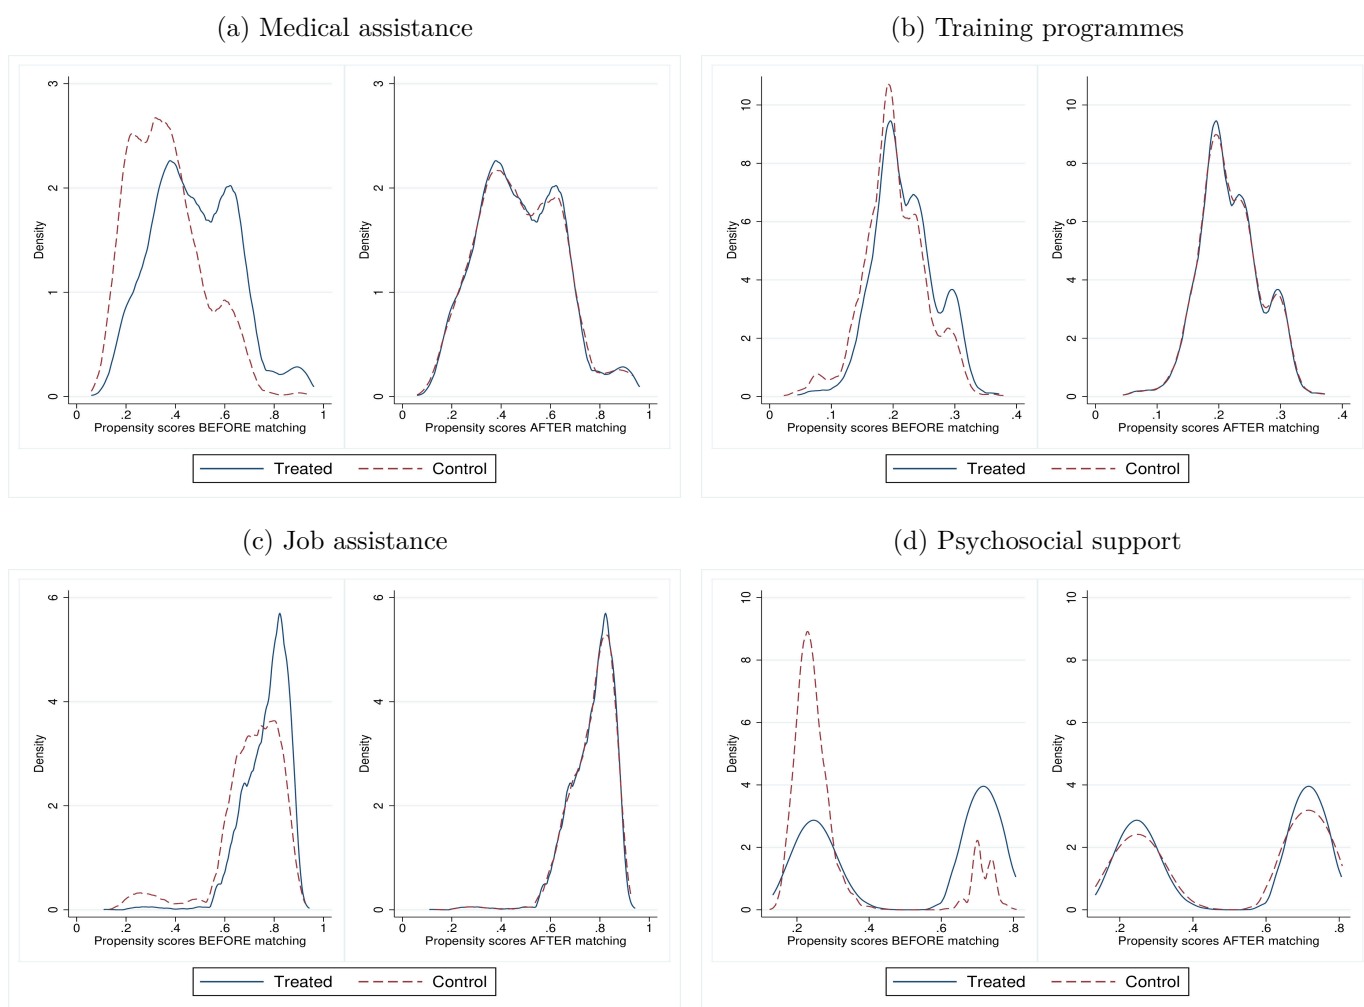 (a) Medical assistance
(b) Training programmes
3
2
1
0
Density
0 .2 .4 .6 .8 1
Propensity scores BEFORE matching
3
2
1
0
Density
0 .2 .4 .6 .8 1
Propensity scores AFTER matching
Treated Control
10
8
6
4
2
0
Density
0 .1 .2 .3 .4
Propensity scores BEFORE matching
10
8
6
4
2
0
Density
0 .1 .2 .3 .4
Propensity scores AFTER matching
Treated Control
(c) Job assistance
(d) Psychosocial support
6
4
2
0
Density
0 .2 .4 .6 .8 1
Propensity scores BEFORE matching
6
4
2
0
Density
0 .2 .4 .6 .8 1
Propensity scores AFTER matching
Treated Control
10
8
6
4
2
0
Density
.2 .4 .6 .8
Propensity scores BEFORE matching
10
8
6
4
2
0
Density
.2 .4 .6 .8
Propensity scores AFTER matching
Treated Control